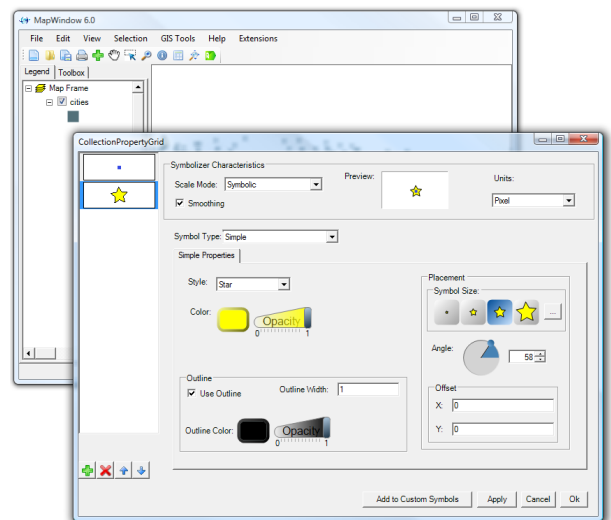 MapWindow 6.0
File Edit View Selection GIS Tools Help Extensions
Legend Toolbox
Map Frame
cities
CollectionPropertyGrid
Symbolizer Characteristics
Scale Mode: Symbolic
Preview:
Units:
Smoothing
Pixel
Symbol Type: Simple
Simple Properties
Style: Star
Placement
Symbol Size:
...
Color:
Opacity
0 1
Angle:
58
Outline
Use Outline
Outline Width: 1
Offset
X: 0
Outline Color:
Opacity
0 1
Y: 0
Add to Custom Symbols Apply Cancel Ok